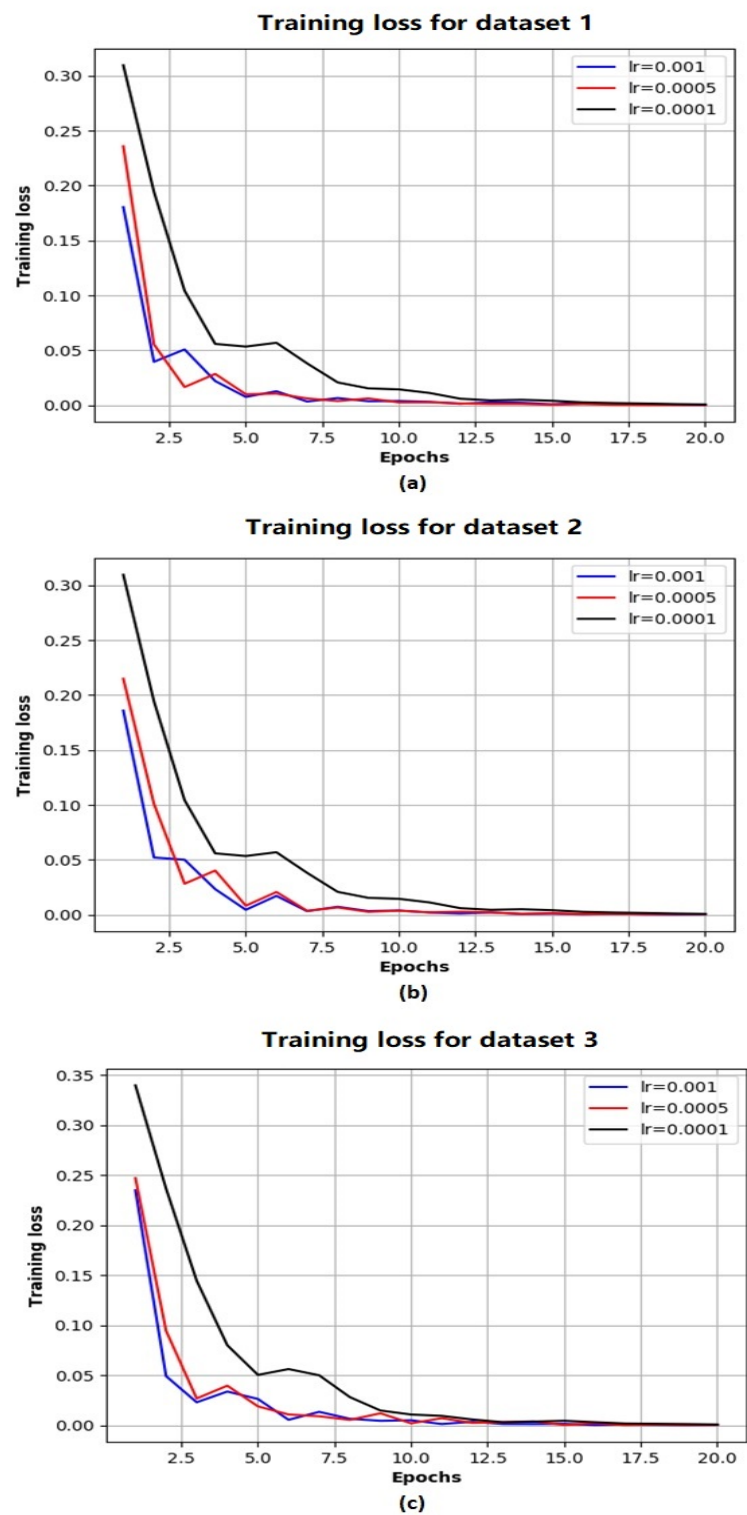 Training loss for dataset 1
lr=0.001
lr=0.0005
lr=0.0001
0.30
0.25
0.20
0.15
0.10
0.05
0.00
Training loss
2.5 5.0 7.5 10.0 12.5 15.0 17.5 20.0
Epochs
(a)
Training loss for dataset 2
lr=0.001
lr=0.0005
lr=0.0001
0.30
0.25
0.20
0.15
0.10
0.05
0.00
Training loss
2.5 5.0 7.5 10.0 12.5 15.0 17.5 20.0
Epochs
(b)
Training loss for dataset 3
lr=0.001
lr=0.0005
lr=0.0001
0.35
0.30
0.25
0.20
0.15
0.10
0.05
0.00
Training loss
2.5 5.0 7.5 10.0 12.5 15.0 17.5 20.0
Epochs
(c)